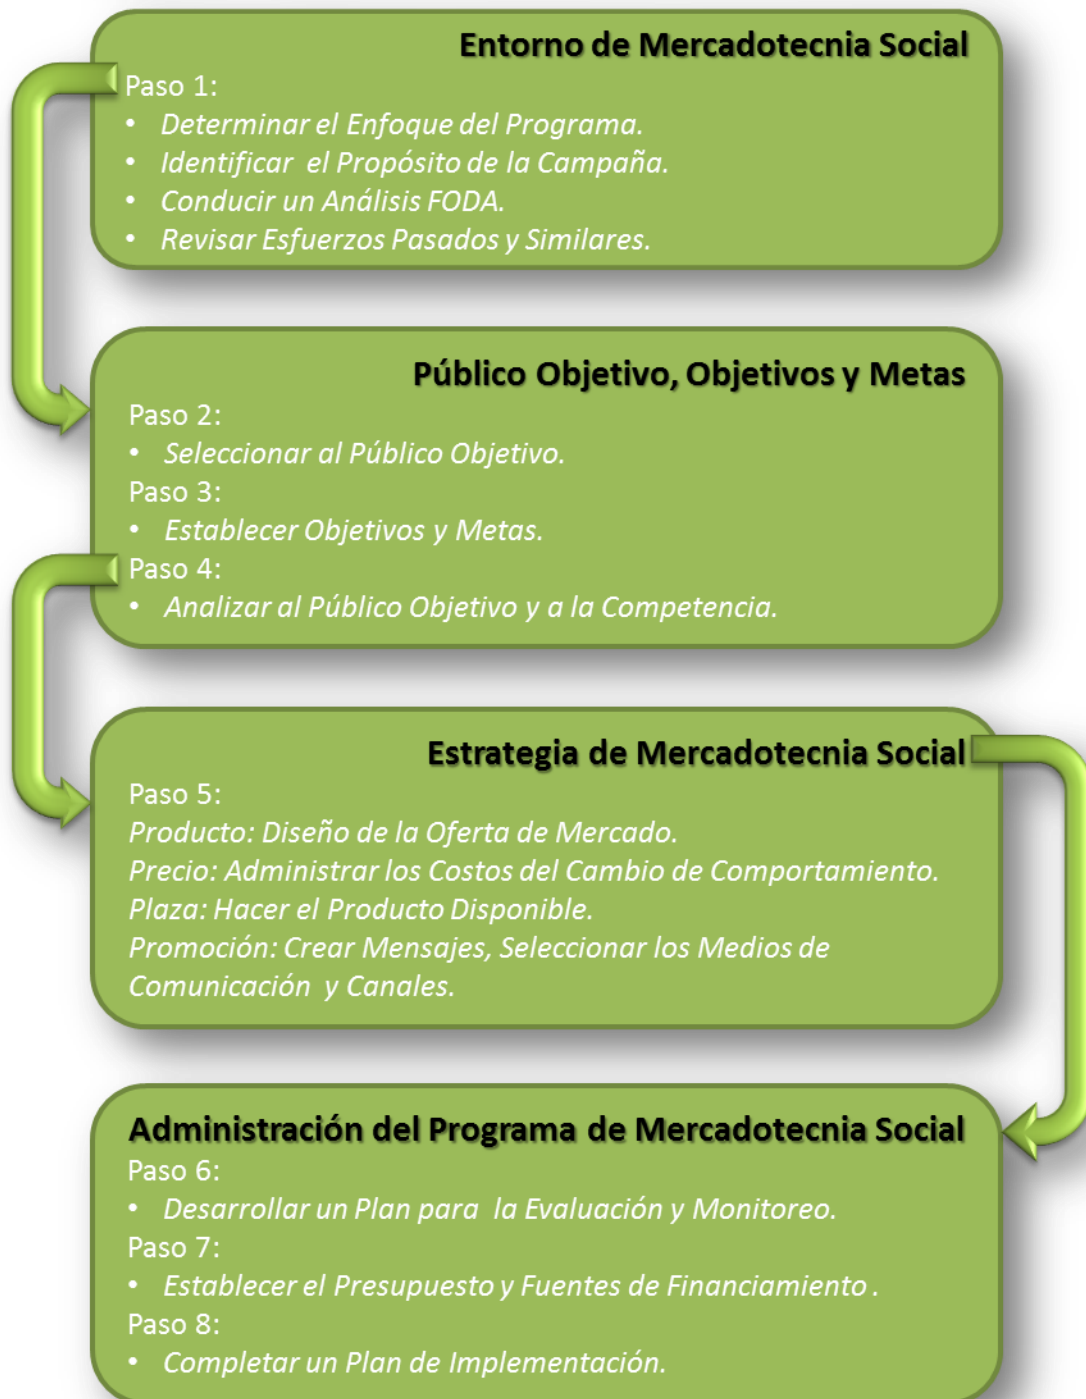 Entorno de Mercadotecnia Social
Paso 1:
• Determinar el Enfoque del Programa.
• Identificar el Propósito de la Campaña.
• Conducir un Análisis FODA.
• Revisar Esfuerzos Pasados y Similares.
Público Objetivo, Objetivos y Metas
Paso 2:
• Seleccionar al Público Objetivo.
Paso 3:
• Establecer Objetivos y Metas.
Paso 4:
• Analizar al Público Objetivo y a la Competencia.
Estrategia de Mercadotecnia Social
Paso 5:
Producto: Diseño de la Oferta de Mercado.
Precio: Administrar los Costos del Cambio de Comportamiento.
Plaza: Hacer el Producto Disponible.
Promoción: Crear Mensajes, Seleccionar los Medios de
Comunicación y Canales.
Administración del Programa de Mercadotecnia Social
Paso 6:
• Desarrollar un Plan para la Evaluación y Monitoreo.
Paso 7:
• Establecer el Presupuesto y Fuentes de Financiamiento .
Paso 8:
• Completar un Plan de Implementación.